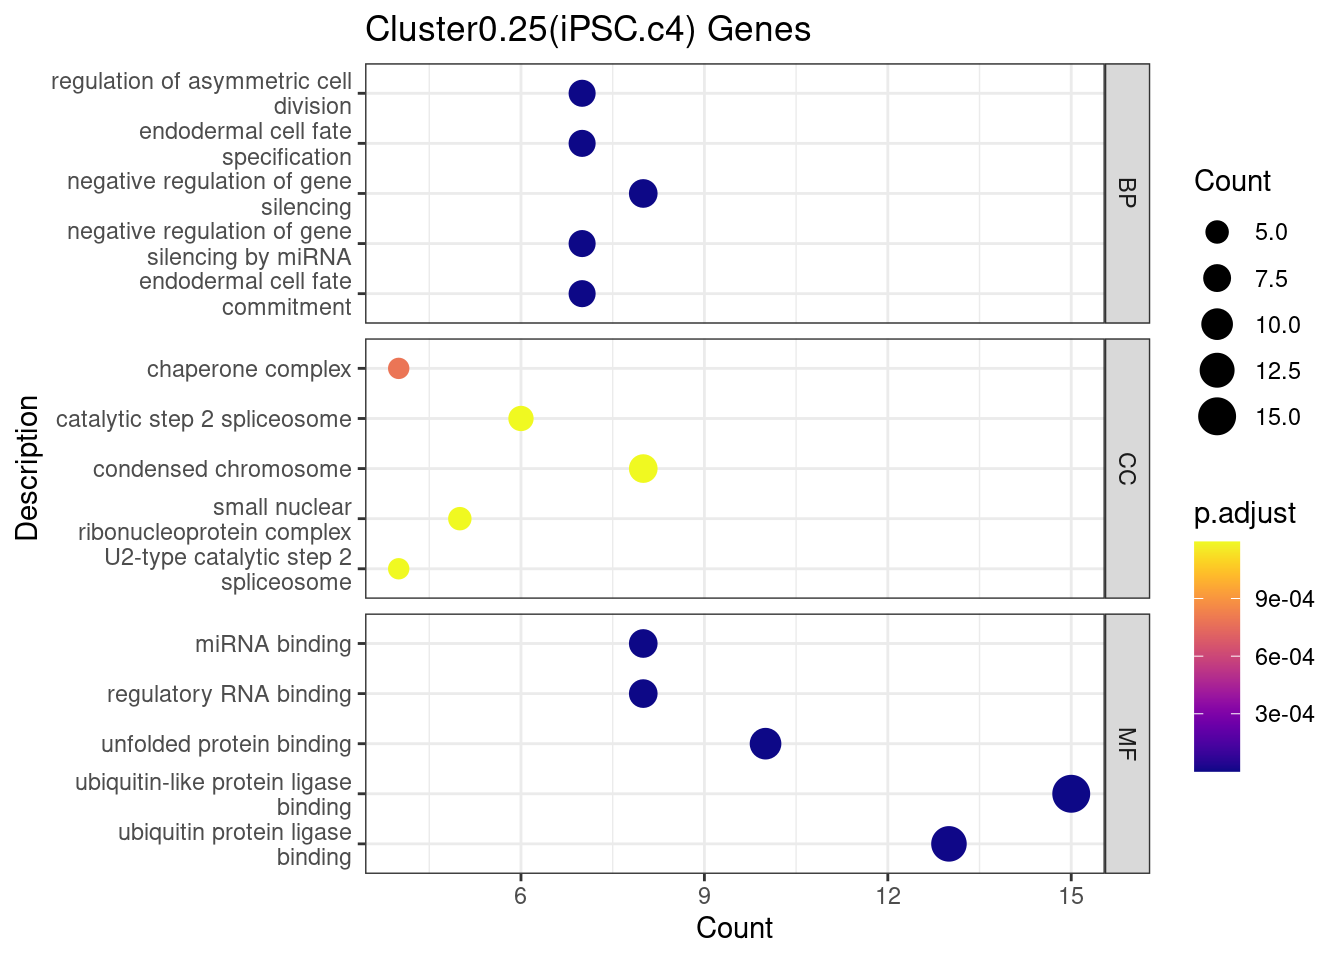 Cluster0.25(iPSC.c4) Genes
regulation of asymmetric cell
division
endodermal cell fate
specification
negative regulation of gene
silencing
negative regulation of gene
silencing by miRNA
endodermal cell fate
commitment
BP
chaperone complex
catalytic step 2 spliceosome
condensed chromosome
small nuclear
ribonucleoprotein complex
U2-type catalytic step 2
spliceosome
CC
miRNA binding
regulatory RNA binding
unfolded protein binding
ubiquitin-like protein ligase
binding
ubiquitin protein ligase
binding
MF
Description
6
9
12
15
Count
Count
5.0
7.5
10.0
12.5
15.0
p.adjust
9e-04
6e-04
3e-04